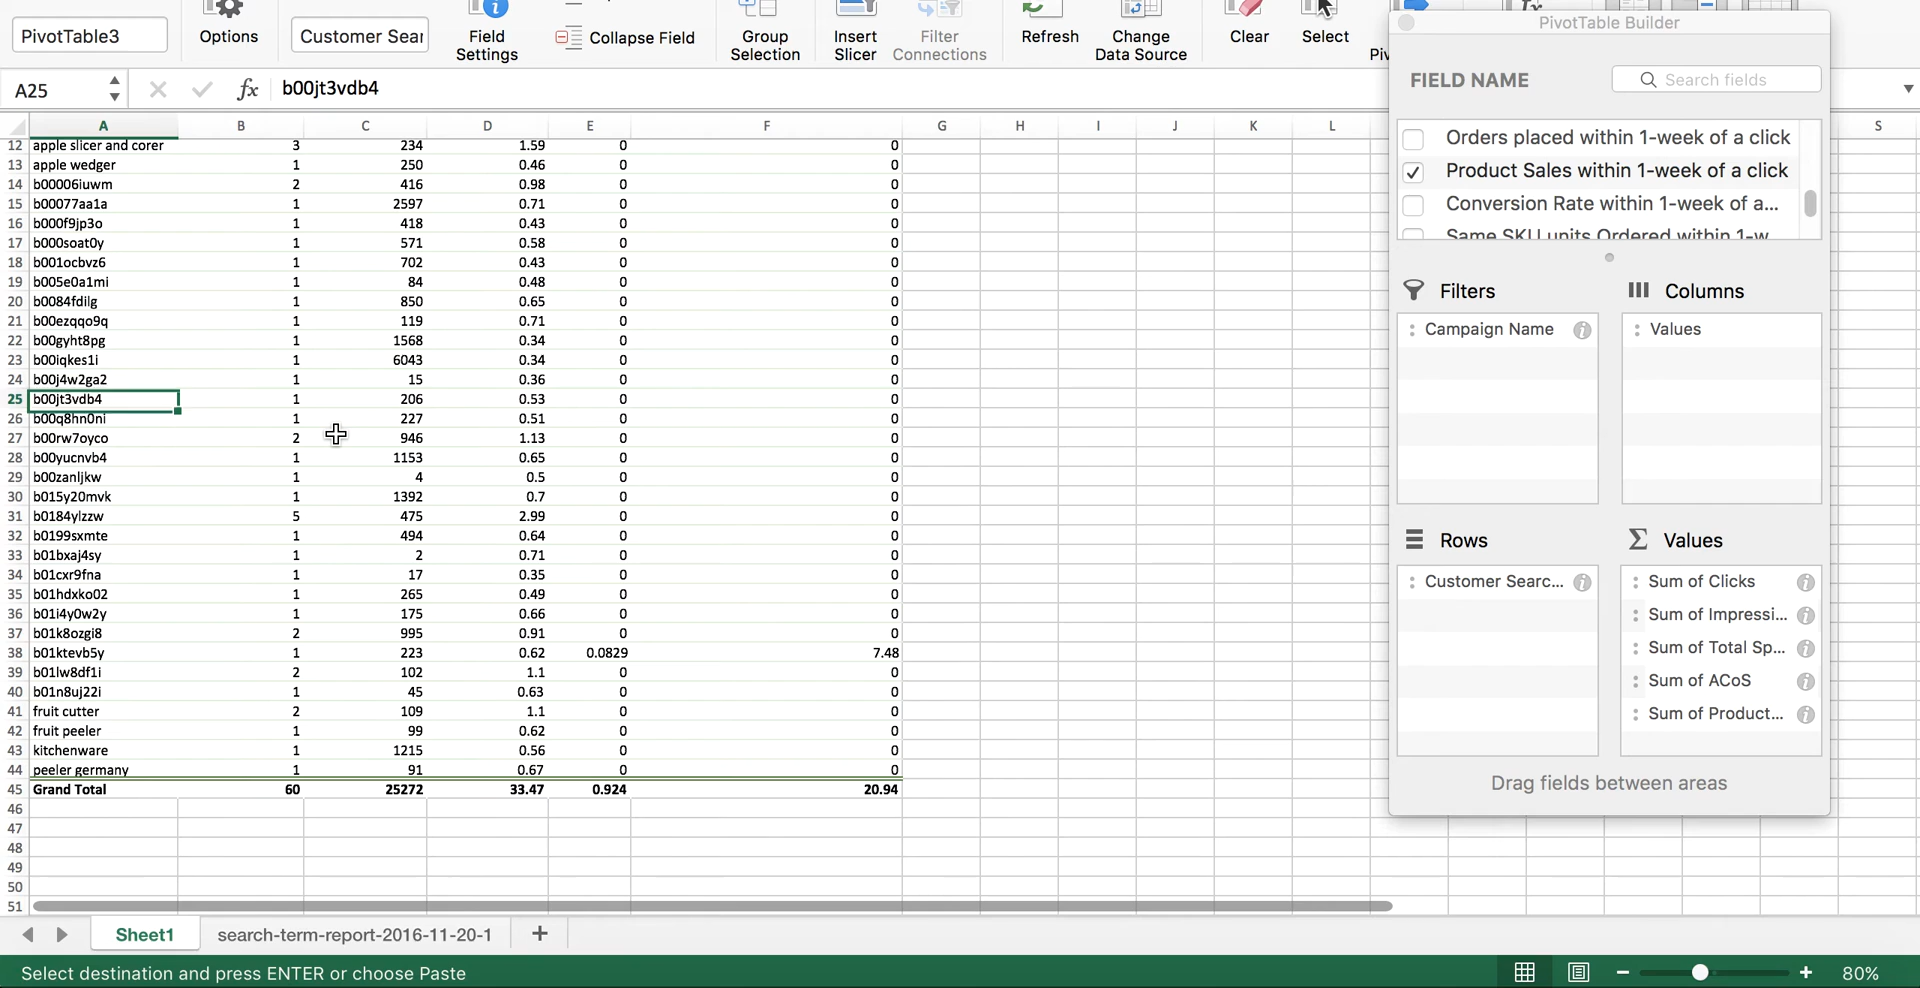 PivotTable3
Options
Customer Sear
Field Settings
Collapse Field
Group Selection
Insert Slicer
Filter Connections
Refresh
Change Data Source
Clear
Select
Piv
PivotTable Builder
A25 fx b00jt3vdb4
FIELD NAME Search fields
A B C D E F G H I J K L S
12 apple slicer and corer 3 234 1.59 0 0
13 apple wedger 1 250 0.46 0 0
14 b00006iuwm 2 416 0.98 0 0
15 b00077aa1a 1 2597 0.71 0 0
16 b000f9jp3o 1 418 0.43 0 0
17 b000soat0y 1 571 0.58 0 0
18 b001ocbvz6 1 702 0.43 0 0
19 b005e0a1mi 1 84 0.48 0 0
20 b0084fdilg 1 850 0.65 0 0
21 b00ezqqo9q 1 119 0.71 0 0
22 b00gyht8pg 1 1568 0.34 0 0
23 b00iqkes1i 1 6043 0.34 0 0
24 b00j4w2ga2 1 15 0.36 0 0
25 b00jt3vdb4 1 206 0.53 0 0
26 b00q8hn0ni 1 227 0.51 0 0
27 b00rw7oyco 2 946 1.13 0 0
28 b00yucnvb4 1 1153 0.65 0 0
29 b00zanljkw 1 4 0.5 0 0
30 b015y20mvk 1 1392 0.7 0 0
31 b0184ylzzw 5 475 2.99 0 0
32 b0199sxmte 1 494 0.64 0 0
33 b01bxaj4sy 1 2 0.71 0 0
34 b01cxr9fna 1 17 0.35 0 0
35 b01hdxko02 1 265 0.49 0 0
36 b01i4y0w2y 1 175 0.66 0 0
37 b01k8ozgi8 2 995 0.91 0 0
38 b01ktevb5y 1 223 0.62 0.0829 7.48
39 b01lw8df1i 2 102 1.1 0 0
40 b01n8uj22i 1 45 0.63 0 0
41 fruit cutter 2 109 1.1 0 0
42 fruit peeler 1 99 0.62 0 0
43 kitchenware 1 1215 0.56 0 0
44 peeler germany 1 91 0.67 0 0
45 Grand Total 60 25272 33.47 0.924 20.94
46
47
48
49
50
51
Orders placed within 1-week of a click
Product Sales within 1-week of a click
Conversion Rate within 1-week of a...
Same SKU units Ordered within 1-w
Filters
Campaign Name
Columns
Values
Rows
Customer Searc...
Values
Sum of Clicks
Sum of Impressi...
Sum of Total Sp...
Sum of ACoS
Sum of Product...
Drag fields between areas
Sheet1 search-term-report-2016-11-20-1 +
Select destination and press ENTER or choose Paste
80%